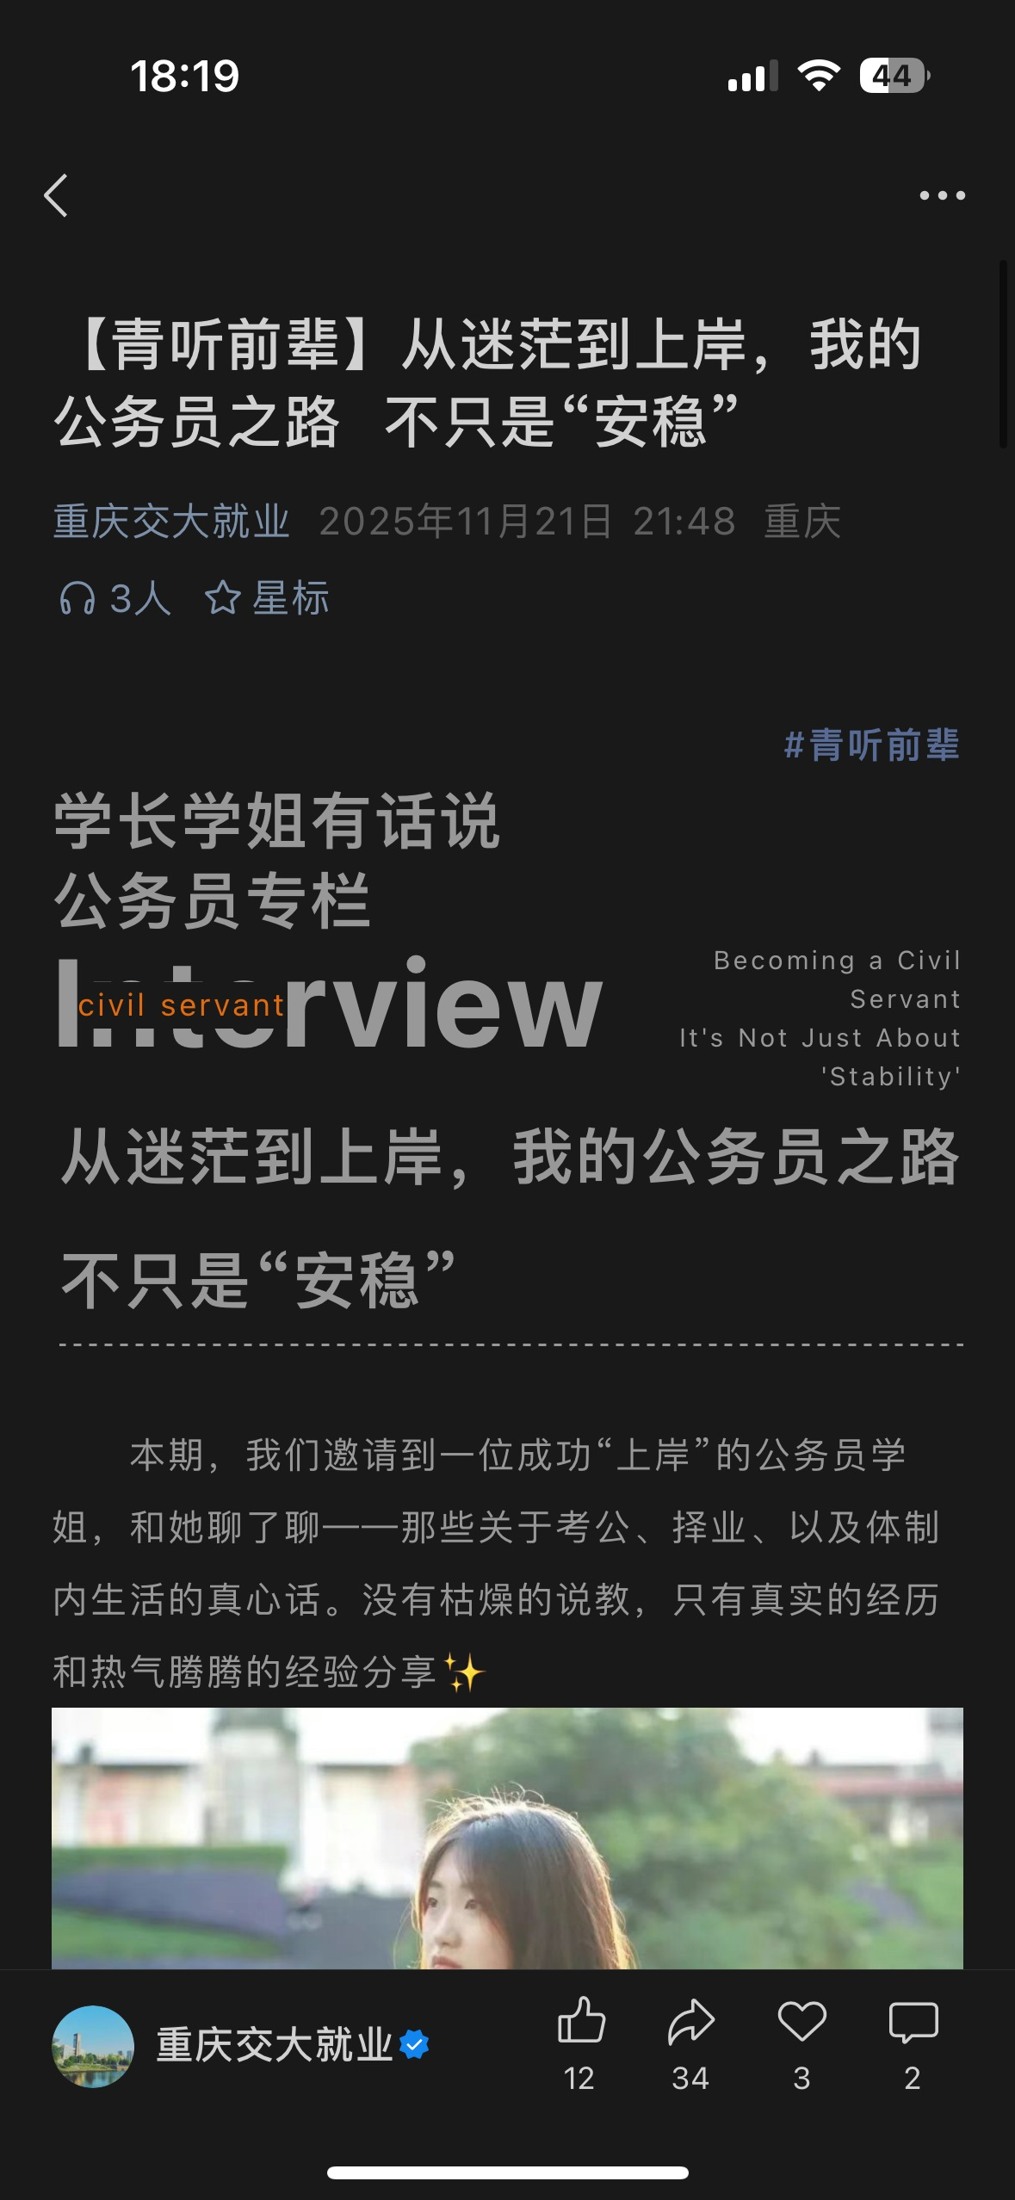 18:19
44
【青听前辈】从迷茫到上岸，我的
公务员之路 不只是“安稳”
重庆交大就业 2025年11月21日 21:48 重庆
3人 星标
#青听前辈
学长学姐有话说
公务员专栏
Interview
civil servant
Becoming a Civil
Servant
It's Not Just About
'Stability'
从迷茫到上岸，我的公务员之路
不只是“安稳”
本期，我们邀请到一位成功“上岸”的公务员学
姐，和她聊了聊——那些关于考公、择业、以及体制
内生活的真心话。没有枯燥的说教，只有真实的经历
和热气腾腾的经验分享✨
重庆交大就业
12 34 3 2